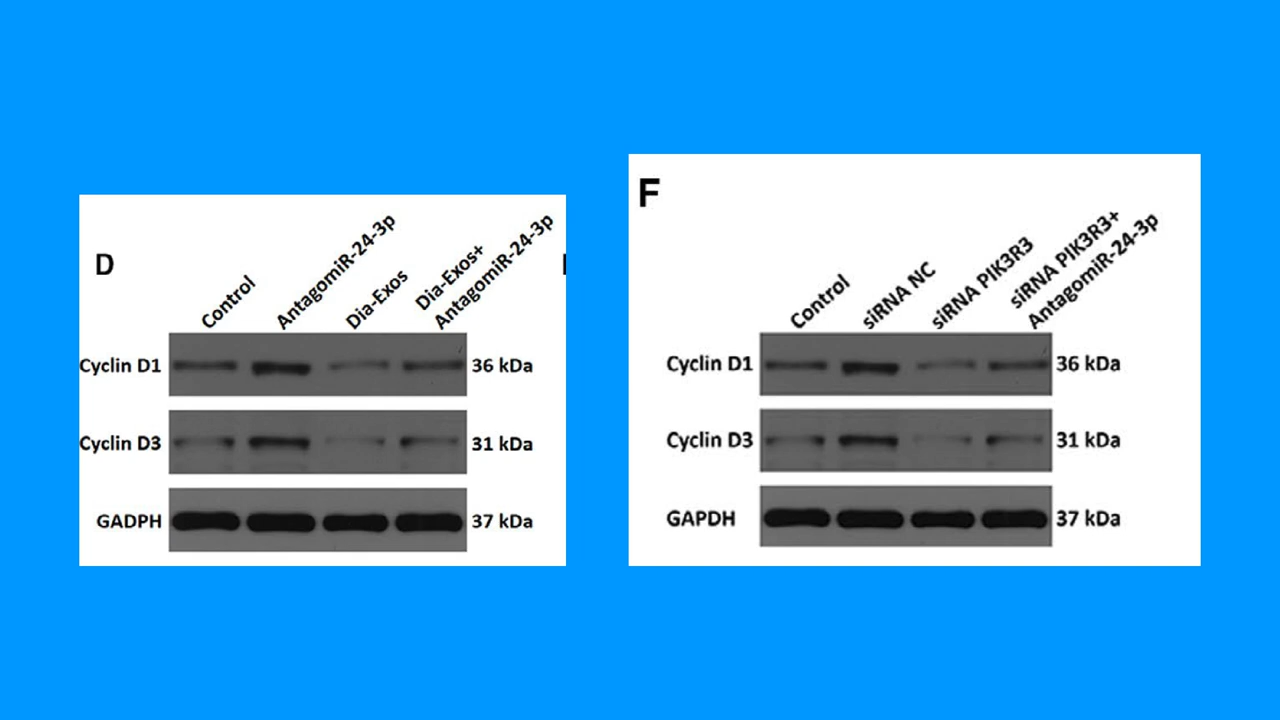 D
Control
AntagomiR-24-3p
Dia-Exos
Dia-Exos+
AntagomiR-24-3p
Cyclin D1
36 kDa
Cyclin D3
31 kDa
GADPH
37 kDa
F
Control
siRNA NC
siRNA PIK3R3
siRNA PIK3R3+
AntagomiR-24-3p
Cyclin D1
36 kDa
Cyclin D3
31 kDa
GAPDH
37 kDa